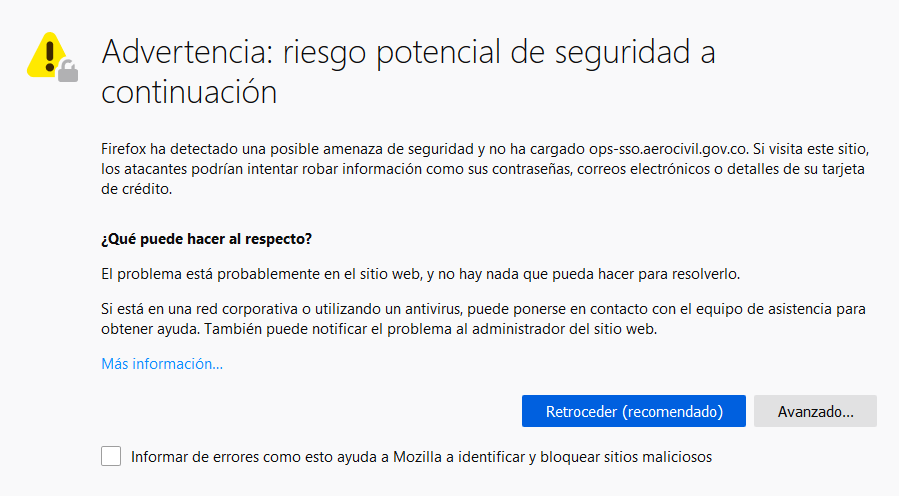 Advertencia: riesgo potencial de seguridad a
continuación
Firefox ha detectado una posible amenaza de seguridad y no ha cargado ops-sso.aerocivil.gov.co. Si visita este sitio,
los atacantes podrían intentar robar información como sus contraseñas, correos electrónicos o detalles de su tarjeta
de crédito.
¿Qué puede hacer al respecto?
El problema está probablemente en el sitio web, y no hay nada que pueda hacer para resolverlo.
Si está en una red corporativa o utilizando un antivirus, puede ponerse en contacto con el equipo de asistencia para
obtener ayuda. También puede notificar el problema al administrador del sitio web.
Más información...
Retroceder (recomendado)
Avanzado...
Informar de errores como esto ayuda a Mozilla a identificar y bloquear sitios maliciosos